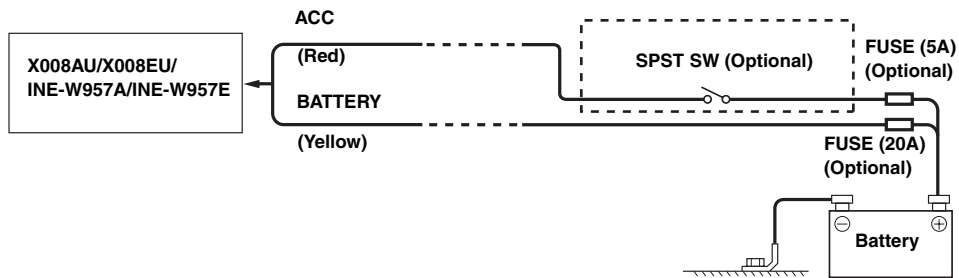 ACC
(Red)
X008AU/X008EU/
INE-W957A/INE-W957E
BATTERY
(Yellow)
SPST SW (Optional)
FUSE (5A)
(Optional)
FUSE (20A)
(Optional)
Battery